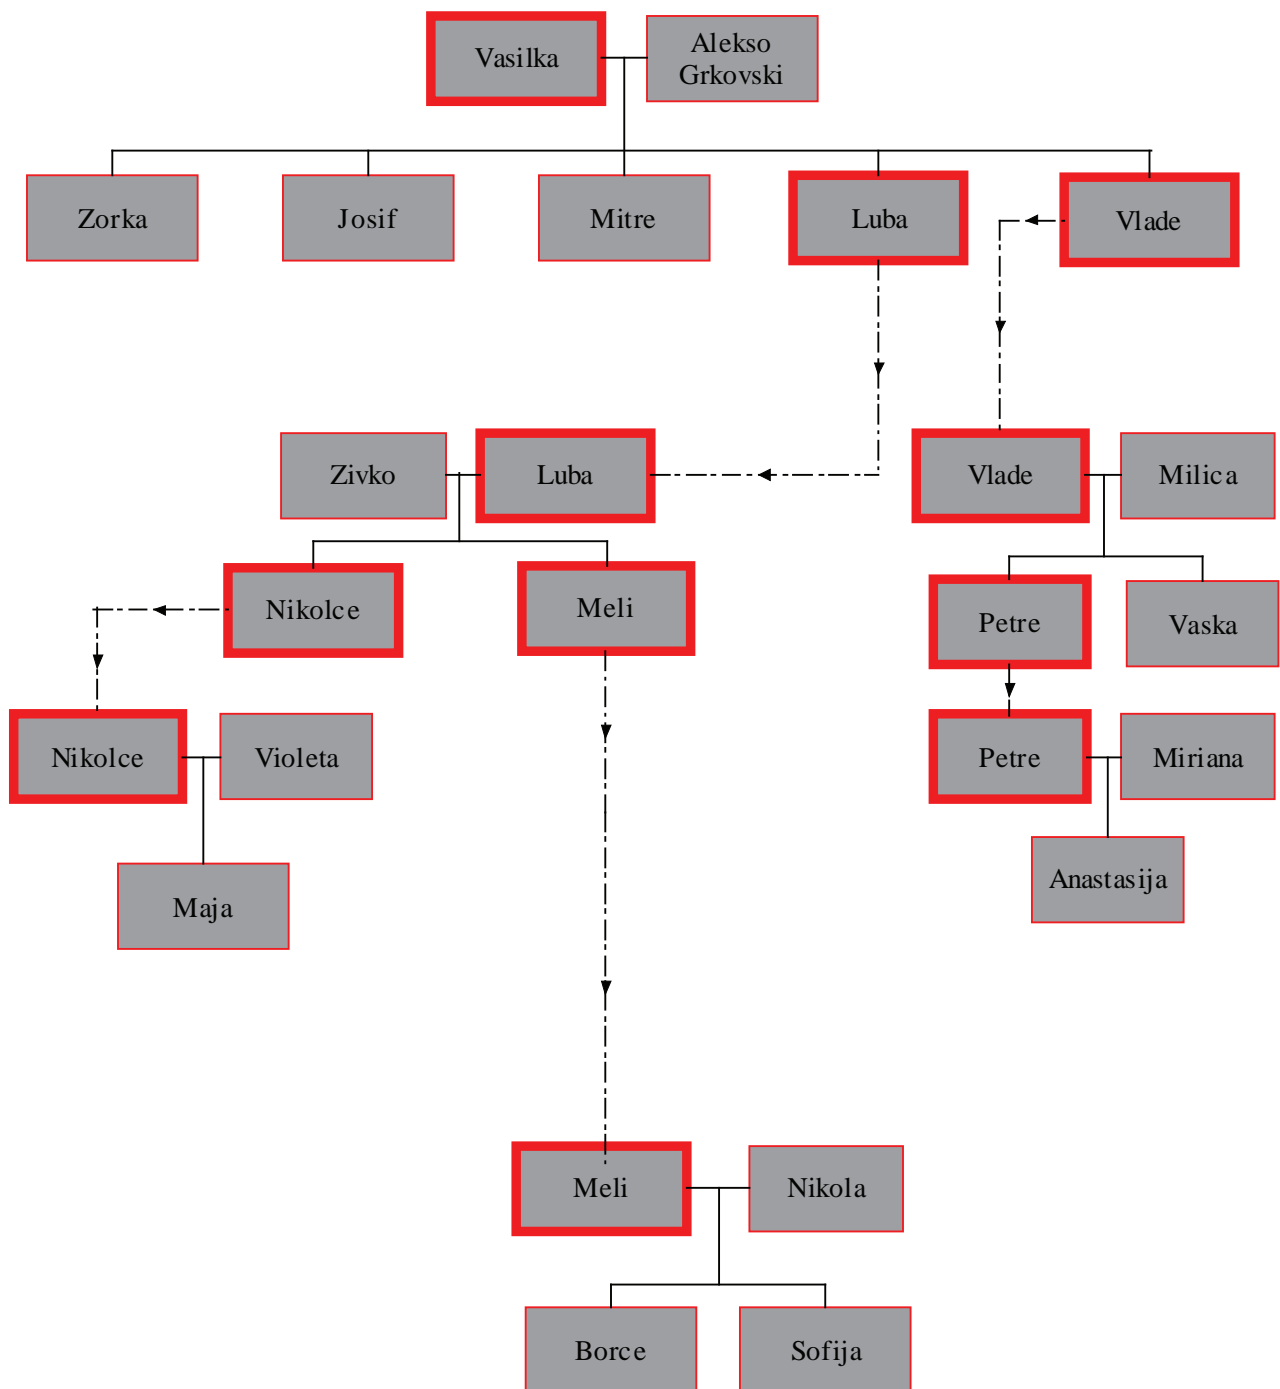 Vasilka
Alekso
Grkovski
Zorka
Josif
Mitre
Luba
Vlade
Zivko
Luba
Vlade
Milica
Nikolce
Meli
Petre
Vaska
Nikolce
Violeta
Petre
Miriana
Maja
Anastasija
Meli
Nikola
Borce
Sofija